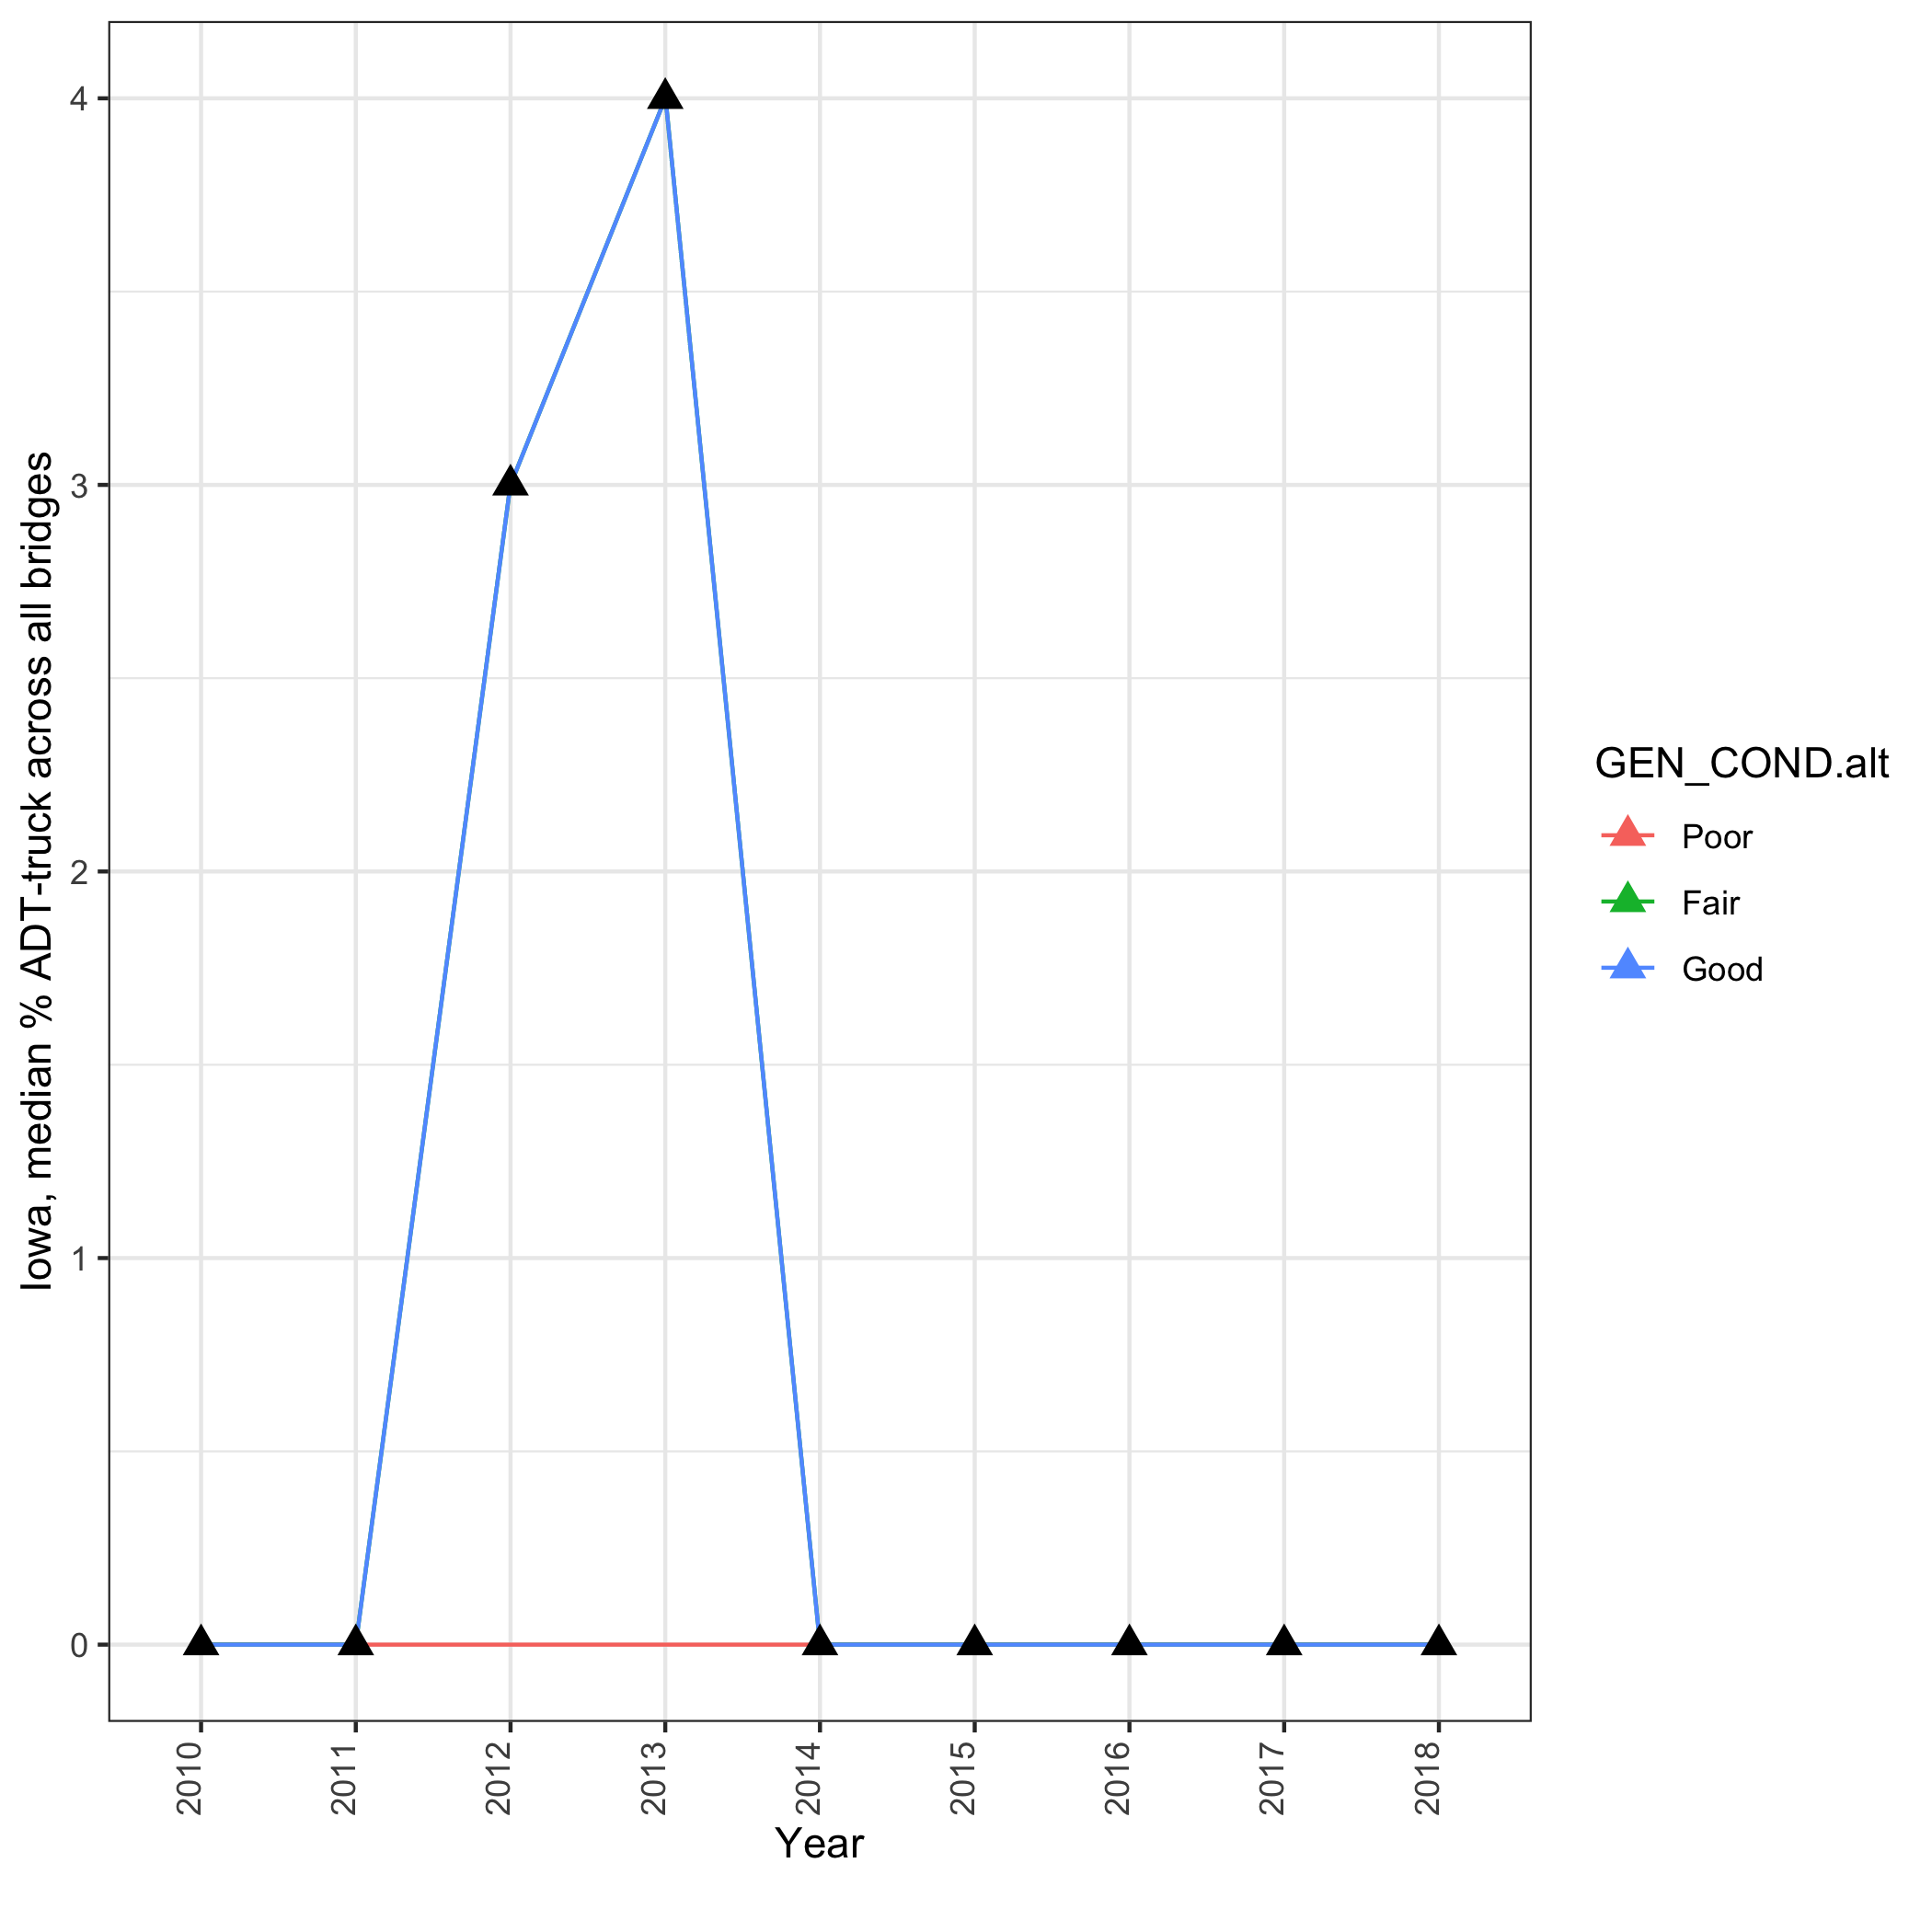 Iowa, median % ADT-truck across all bridges
4
3
2
1
0
2010
2011
2012
2013
2014
2015
2016
2017
2018
Year
GEN_COND.alt
Poor
Fair
Good